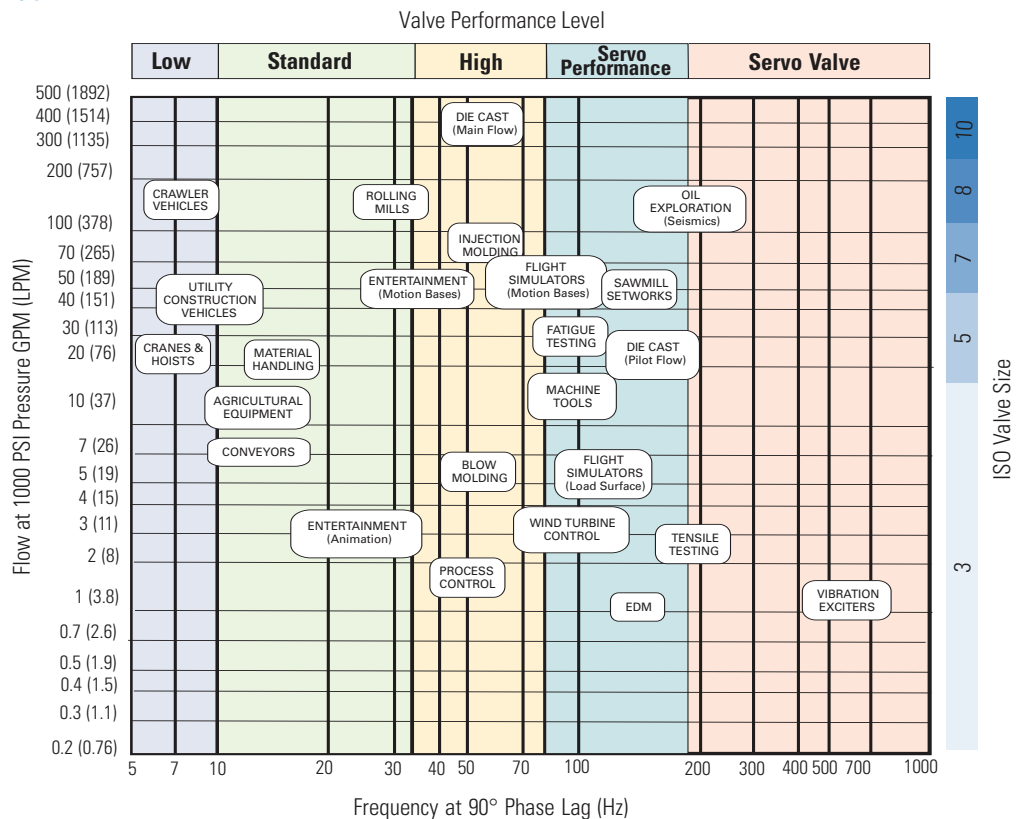 Valve Performance Level
Low
Standard
High
Servo
Performance
Servo Valve
Flow at 1000 PSI Pressure GPM (LPM)
500 (1892)
400 (1514)
300 (1135)
200 (757)
100 (378)
70 (265)
50 (189)
40 (151)
30 (113)
20 (76)
10 (37)
7 (26)
5 (19)
4 (15)
3 (11)
2 (8)
1 (3.8)
0.7 (2.6)
0.5 (1.9)
0.4 (1.5)
0.3 (1.1)
0.2 (0.76)
DIE CAST
(Main Flow)
CRAWLER
VEHICLES
ROLLING
MILLS
OIL
EXPLORATION
(Seismics)
INJECTION
MOLDING
UTILITY
CONSTRUCTION
VEHICLES
ENTERTAINMENT
(Motion Bases)
FLIGHT
SIMULATORS
(Motion Bases)
SAWMILL
SETWORKS
CRANES &
HOISTS
MATERIAL
HANDLING
FATIGUE
TESTING
DIE CAST
(Pilot Flow)
AGRICULTURAL
EQUIPMENT
MACHINE
TOOLS
CONVEYORS
BLOW
MOLDING
FLIGHT
SIMULATORS
(Load Surface)
ENTERTAINMENT
(Animation)
WIND TURBINE
CONTROL
TENSILE
TESTING
PROCESS
CONTROL
EDM
VIBRATION
EXCITERS
10
8
7
5
3
ISO Valve Size
5
7
10
20
30
40
50
70
100
200
300
400
500
700
1000
Frequency at 90° Phase Lag (Hz)